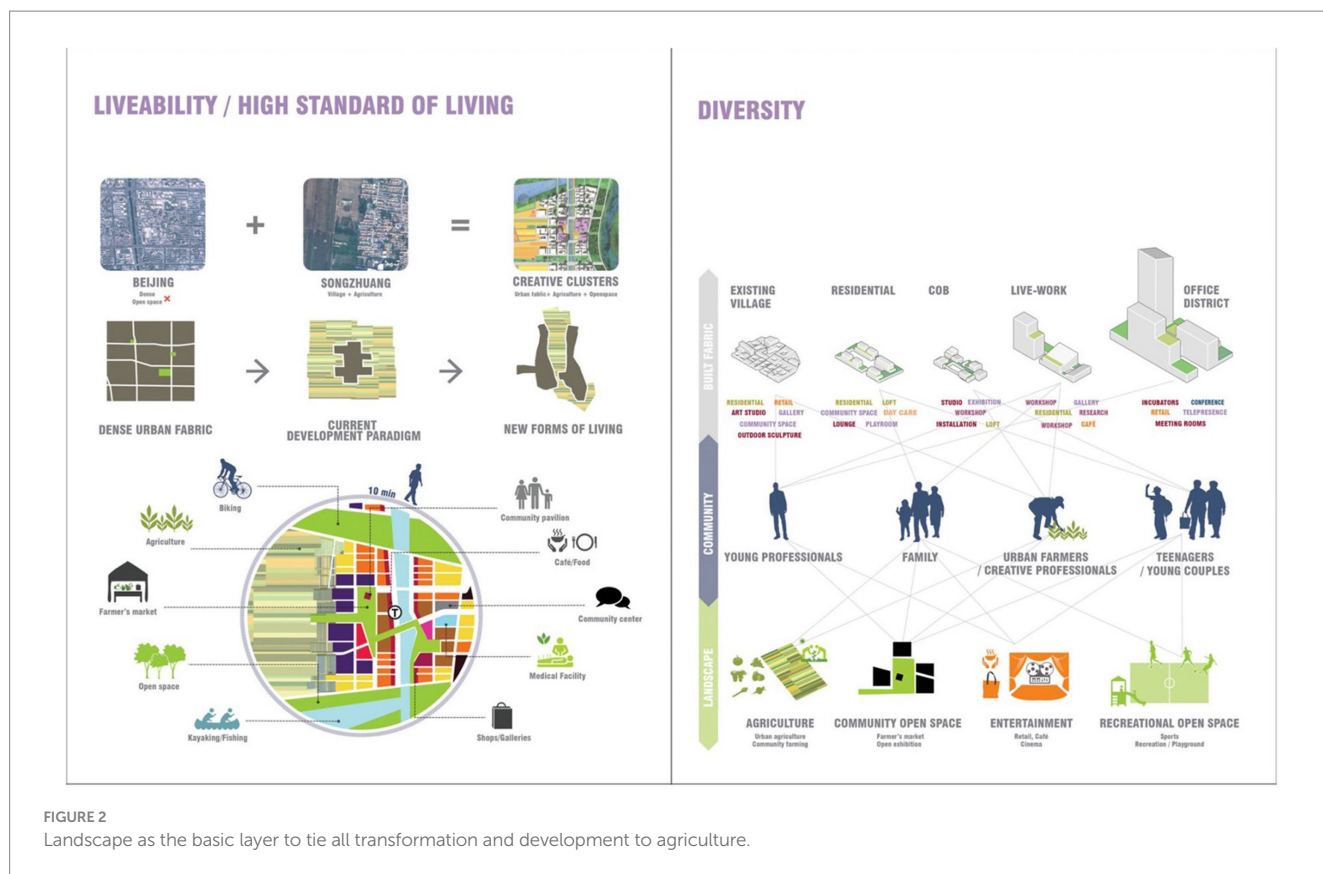 LIVEABILITY / HIGH STANDARD OF LIVING
+
=
BEIJING
Dense
Open space ×
SONGZHUANG
Village + Agriculture
CREATIVE CLUSTERS
Urban fablic+ Agriculture + Openspace
DENSE URBAN FABRIC
CURRENT
DEVELOPMENT PARADIGM
NEW FORMS OF LIVING
10 min
Biking
Agriculture
Farmer's market
Open space
Kayaking/Fishing
Community pavilion
Café/Food
Community center
Medical Facility
Shops/Galleries
T
DIVERSITY
BUILT FABRIC
COMMUNITY
LANDSCAPE
EXISTING
VILLAGE
RESIDENTIAL
COB
LIVE-WORK
OFFICE
DISTRICT
RESIDENTIAL RETAIL
ART STUDIO GALLERY
COMMUNITY SPACE
OUTDOOR SCULPTURE
RESIDENTIAL LOFT
COMMUNITY SPACE DAY CARE
LOUNGE PLAYROOM
STUDIO EXHIBITION
WORKSHOP
INSTALLATION LOFT
WORKSHOP GALLERY
RESIDENTIAL RESEARCH
WORKSHOP CAFÉ
INCUBATORS CONFERENCE
RETAIL TELEPRESENCE
MEETING ROOMS
YOUNG PROFESSIONALS
FAMILY
URBAN FARMERS
/ CREATIVE PROFESSIONALS
TEENAGERS
/ YOUNG COUPLES
AGRICULTURE
Urban agriculture
Community farming
COMMUNITY OPEN SPACE
Farmer's market
Open exhibition
ENTERTAINMENT
Retail, Café
Cinema
RECREATIONAL OPEN SPACE
Sports
Recreation / Playground
FIGURE 2
Landscape as the basic layer to tie all transformation and development to agriculture.